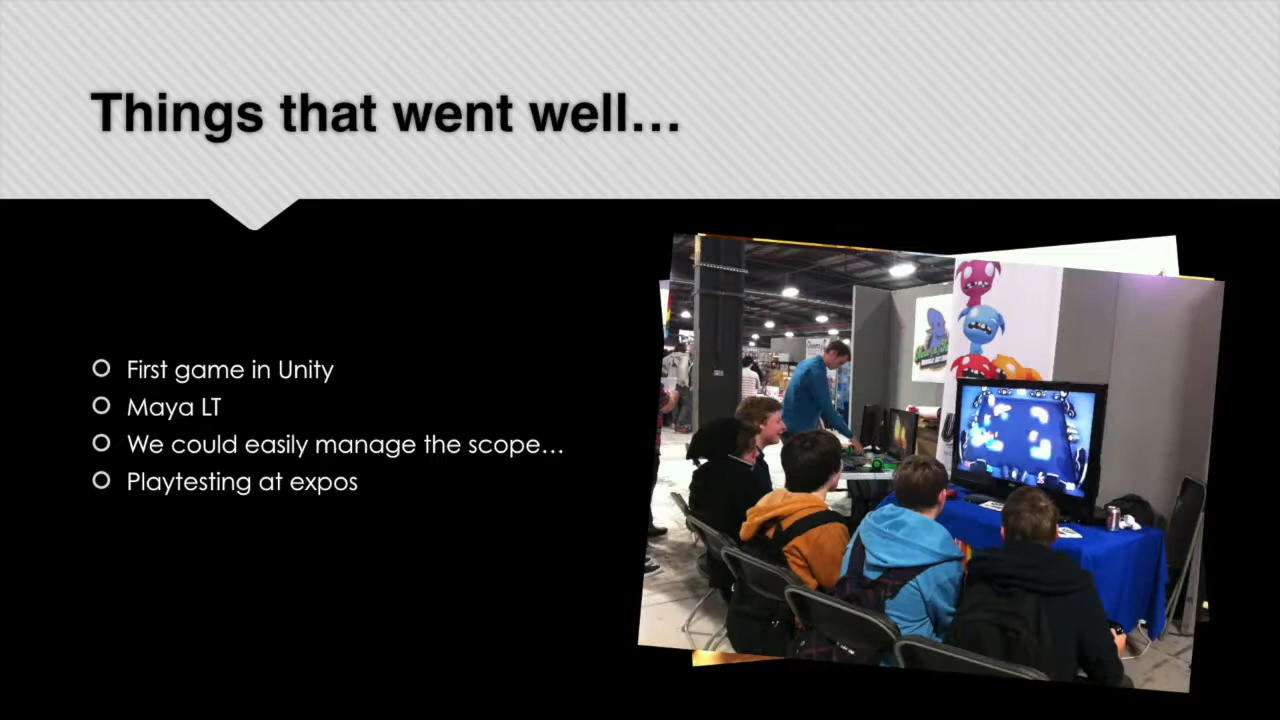 Things that went well...
First game in Unity
Maya LT
We could easily manage the scope...
Playtesting at expos